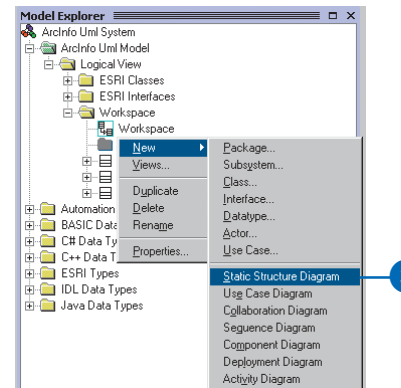 Model Explorer
ArcInfo Uml System
ArcInfo Uml Model
Logical View
ESRI Classes
ESRI Interfaces
Workspace
Workspace
New
Views...
Duplicate
Delete
Rename
Properties...
Package...
Subsystem...
Class...
Interface...
Datatype...
Actor...
Use Case...
Static Structure Diagram
Use Case Diagram
Collaboration Diagram
Sequence Diagram
Component Diagram
Deployment Diagram
Activity Diagram
Automation
BASIC Data
C# Data Ty
C++ Data T
ESRI Types
IDL Data Types
Java Data Types